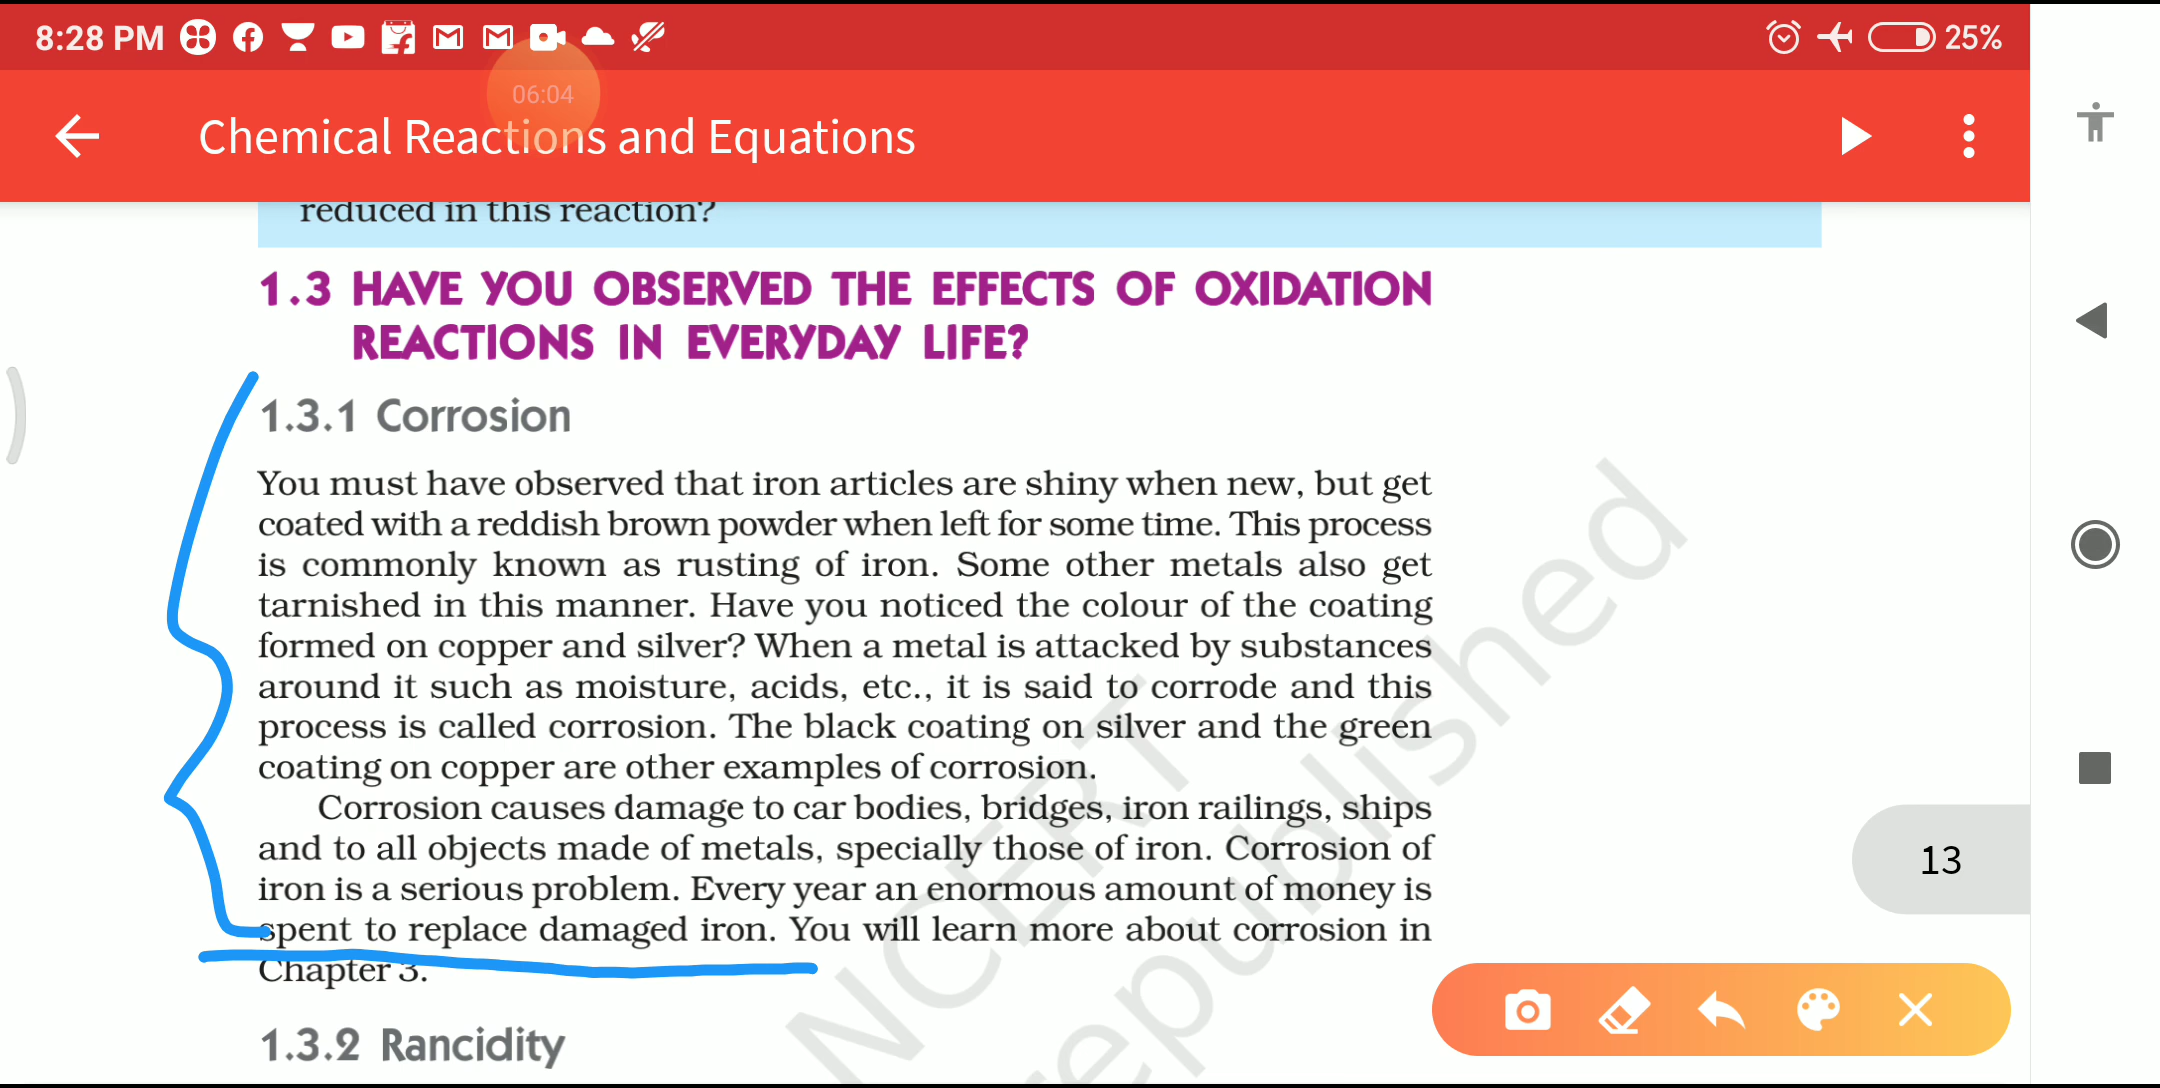 8:28 PM
25%
06:04
Chemical Reactions and Equations
reduced in this reaction?
1.3 HAVE YOU OBSERVED THE EFFECTS OF OXIDATION
REACTIONS IN EVERYDAY LIFE?
1.3.1 Corrosion
You must have observed that iron articles are shiny when new, but get
coated with a reddish brown powder when left for some time. This process
is commonly known as rusting of iron. Some other metals also get
tarnished in this manner. Have you noticed the colour of the coating
formed on copper and silver? When a metal is attacked by substances
around it such as moisture, acids, etc., it is said to corrode and this
process is called corrosion. The black coating on silver and the green
coating on copper are other examples of corrosion.
Corrosion causes damage to car bodies, bridges, iron railings, ships
and to all objects made of metals, specially those of iron. Corrosion of
iron is a serious problem. Every year an enormous amount of money is
spent to replace damaged iron. You will learn more about corrosion in
Chapter 3.
13
1.3.2 Rancidity
NCERT
republished